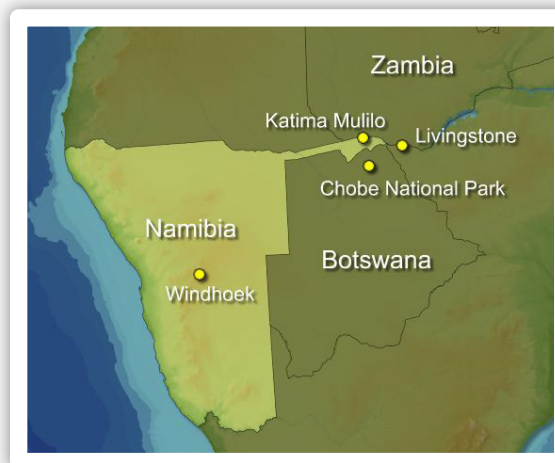 Zambia
Katima Mulilo
Livingstone
Chobe National Park
Namibia
Botswana
Windhoek